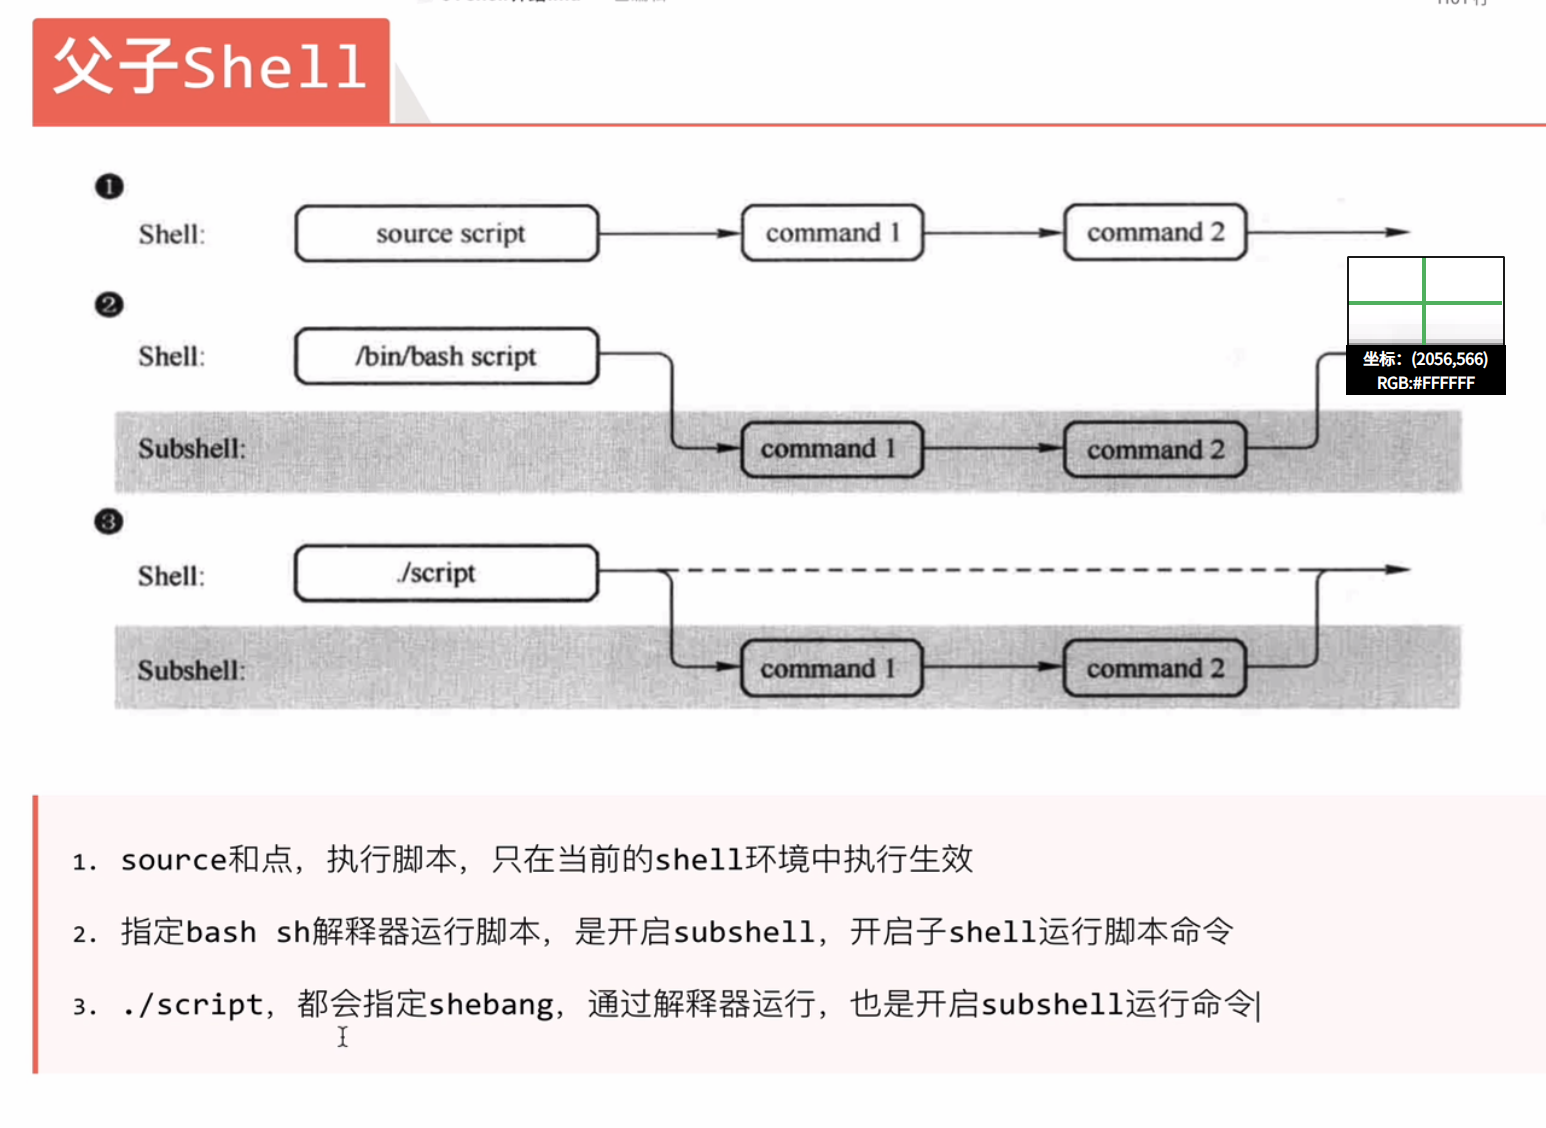 父子Shell
❶
Shell: source script command 1 command 2
❷
Shell: /bin/bash script
坐标：(2056,566)
RGB:#FFFFFF
Subshell: command 1 command 2
❸
Shell: ./script
Subshell: command 1 command 2
1. source和点，执行脚本，只在当前的shell环境中执行生效
2. 指定bash sh解释器运行脚本，是开启subshell，开启子shell运行脚本命令
3. ./script，都会指定shebang，通过解释器运行，也是开启subshell运行命令